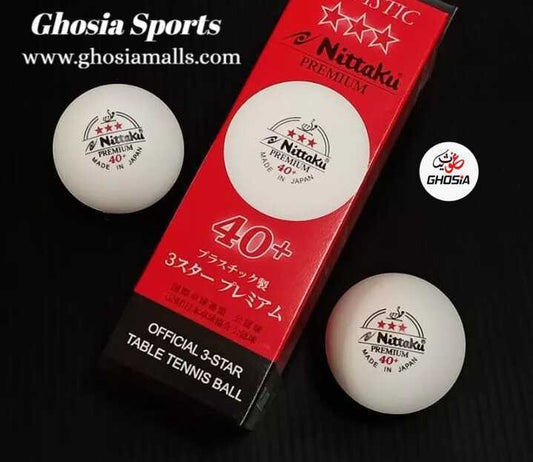 Ghosia Sports
www.ghosiamalls.com
Nittaku
PREMIUM
40+
プラスチック製
3スター プレミアム
OFFICIAL 3-STAR
TABLE TENNIS BALL
Nittaku
PREMIUM
40+
MADE IN JAPAN
Nittaku
PREMIUM
40+
MADE IN JAPAN
Nittaku
PREMIUM
40+
MADE IN JAPAN
GHOSIA